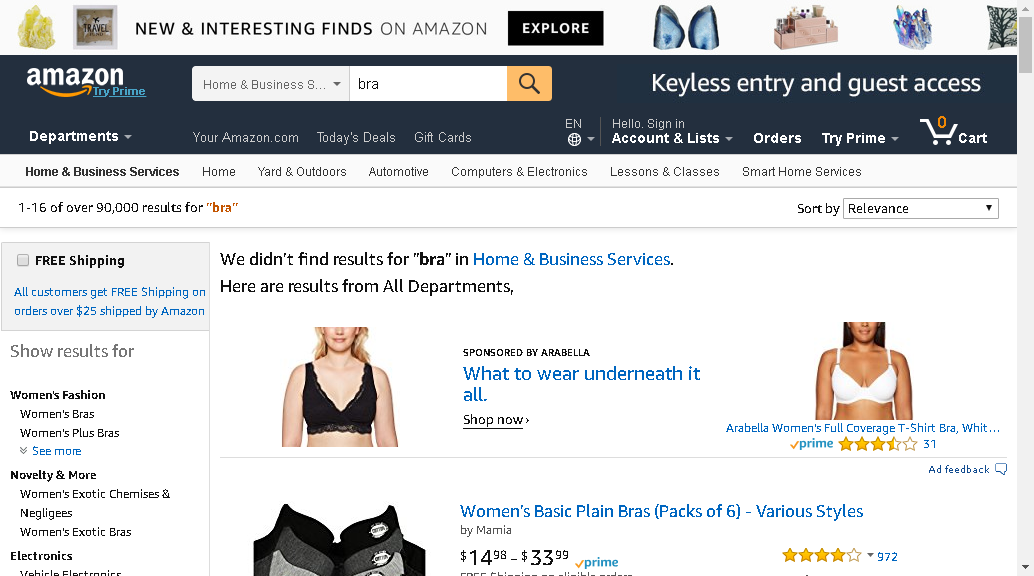 TRAVEL
NEW & INTERESTING FINDS ON AMAZON
EXPLORE
amazon
Try Prime
Home & Business S...
bra
Keyless entry and guest access
Departments
Your Amazon.com
Today's Deals
Gift Cards
EN
Hello. Sign in
Account & Lists
Orders
Try Prime
0
Cart
Home & Business Services
Home
Yard & Outdoors
Automotive
Computers & Electronics
Lessons & Classes
Smart Home Services
1-16 of over 90,000 results for "bra"
Sort by
Relevance
FREE Shipping
All customers get FREE Shipping on
orders over $25 shipped by Amazon
Show results for
Women's Fashion
Women's Bras
Women's Plus Bras
See more
Novelty & More
Women's Exotic Chemises &
Negligees
Women's Exotic Bras
Electronics
Vehicle Electronics
We didn't find results for "bra" in Home & Business Services.
Here are results from All Departments,
SPONSORED BY ARABELLA
What to wear underneath it
all.
Shop now ›
Arabella Women's Full Coverage T-Shirt Bra, Whit...
prime
31
Ad feedback
Women's Basic Plain Bras (Packs of 6) - Various Styles
by Mamia
$14 98 - $33 99
prime
972
FREE Shipping on eligible orders